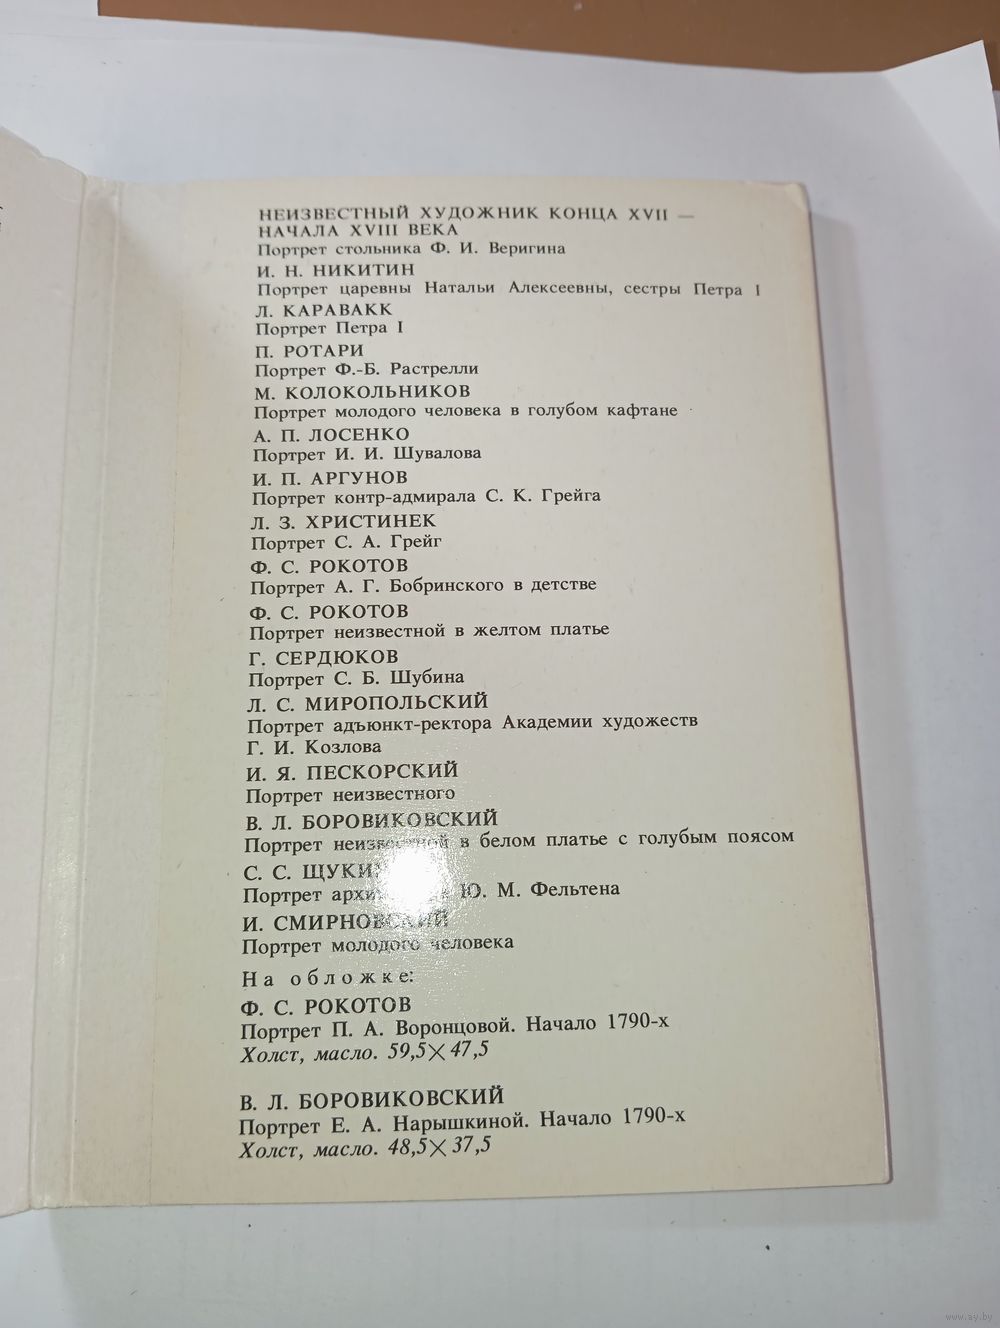 НЕИЗВЕСТНЫЙ ХУДОЖНИК КОНЦА XVII —
НАЧАЛА XVIII ВЕКА
Портрет стольника Ф. И. Веригина
И. Н. НИКИТИН
Портрет царевны Натальи Алексеевны, сестры Петра I
Л. КАРАВАКК
Портрет Петра I
П. РОТАРИ
Портрет Ф.-Б. Растрелли
М. КОЛОКОЛЬНИКОВ
Портрет молодого человека в голубом кафтане
А. П. ЛОСЕНКО
Портрет И. И. Шувалова
И. П. АРГУНОВ
Портрет контр-адмирала С. К. Грейга
Л. З. ХРИСТИНЕК
Портрет С. А. Грейг
Ф. С. РОКОТОВ
Портрет А. Г. Бобринского в детстве
Ф. С. РОКОТОВ
Портрет неизвестной в желтом платье
Г. СЕРДЮКОВ
Портрет С. Б. Шубина
Л. С. МИРОПОЛЬСКИЙ
Портрет адъюнкт-ректора Академии художеств
Г. И. Козлова
И. Я. ПЕСКОРСКИЙ
Портрет неизвестного
В. Л. БОРОВИКОВСКИЙ
Портрет неизвестной в белом платье с голубым поясом
С. С.
Портрет Ю. М. Фельтена
И. СМИРНОВСКИЙ
Портрет молодого человека
На обложке:
Ф. С. РОКОТОВ
Портрет П. А. Воронцовой. Начало 1790-х
Холст, масло. 59,5×47,5
В. Л. БОРОВИКОВСКИЙ
Портрет Е. А. Нарышкиной. Начало 1790-х
Холст, масло. 48,5×37,5
www.ay.by